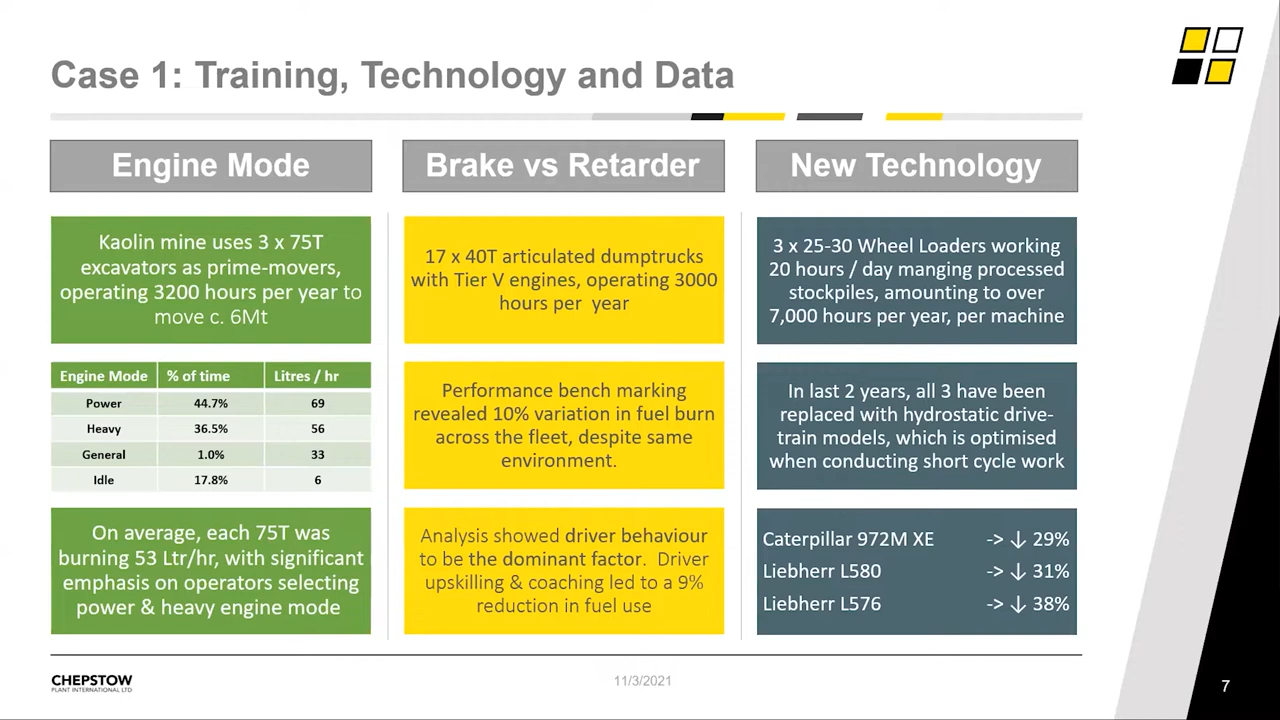 Case 1: Training, Technology and Data
Engine Mode
Kaolin mine uses 3 x 75T
excavators as prime-movers,
operating 3200 hours per year to
move c. 6Mt
Engine Mode % of time Litres / hr
Power 44.7% 69
Heavy 36.5% 56
General 1.0% 33
Idle 17.8% 6
On average, each 75T was
burning 53 Ltr/hr, with significant
emphasis on operators selecting
power & heavy engine mode
Brake vs Retarder
17 x 40T articulated dumptrucks
with Tier V engines, operating 3000
hours per year
Performance bench marking
revealed 10% variation in fuel burn
across the fleet, despite same
environment.
Analysis showed driver behaviour
to be the dominant factor. Driver
upskilling & coaching led to a 9%
reduction in fuel use
New Technology
3 x 25-30 Wheel Loaders working
20 hours / day manging processed
stockpiles, amounting to over
7,000 hours per year, per machine
In last 2 years, all 3 have been
replaced with hydrostatic drive-
train models, which is optimised
when conducting short cycle work
Caterpillar 972M XE -> ↓ 29%
Liebherr L580 -> ↓ 31%
Liebherr L576 -> ↓ 38%
CHEPSTOW
PLANT INTERNATIONAL LTD
11/3/2021
7